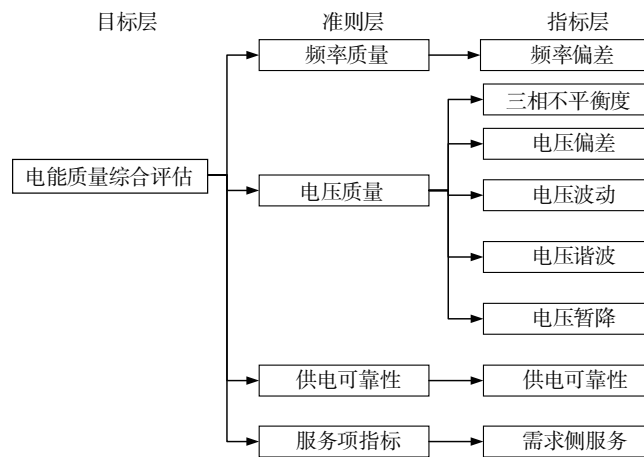 目标层 准则层 指标层
频率质量 频率偏差
三相不平衡度
电压偏差
电能质量综合评估 电压质量 电压波动
电压谐波
电压暂降
供电可靠性 供电可靠性
服务项指标 需求侧服务